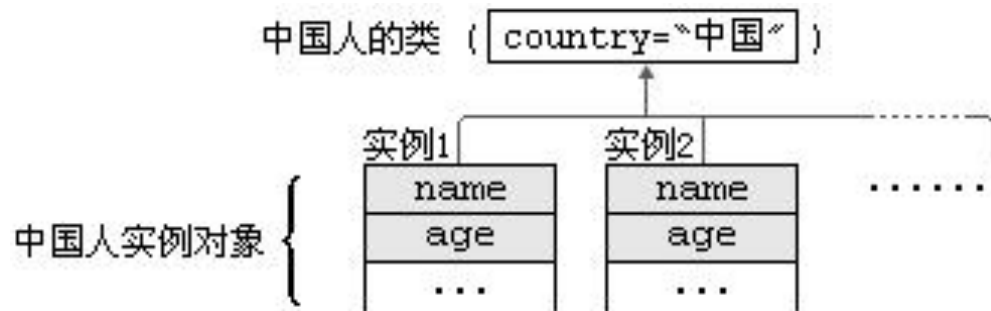 中国人的类 ( country="中国" )
实例1 实例2
name name ······
age age
中国人实例对象
··· ···